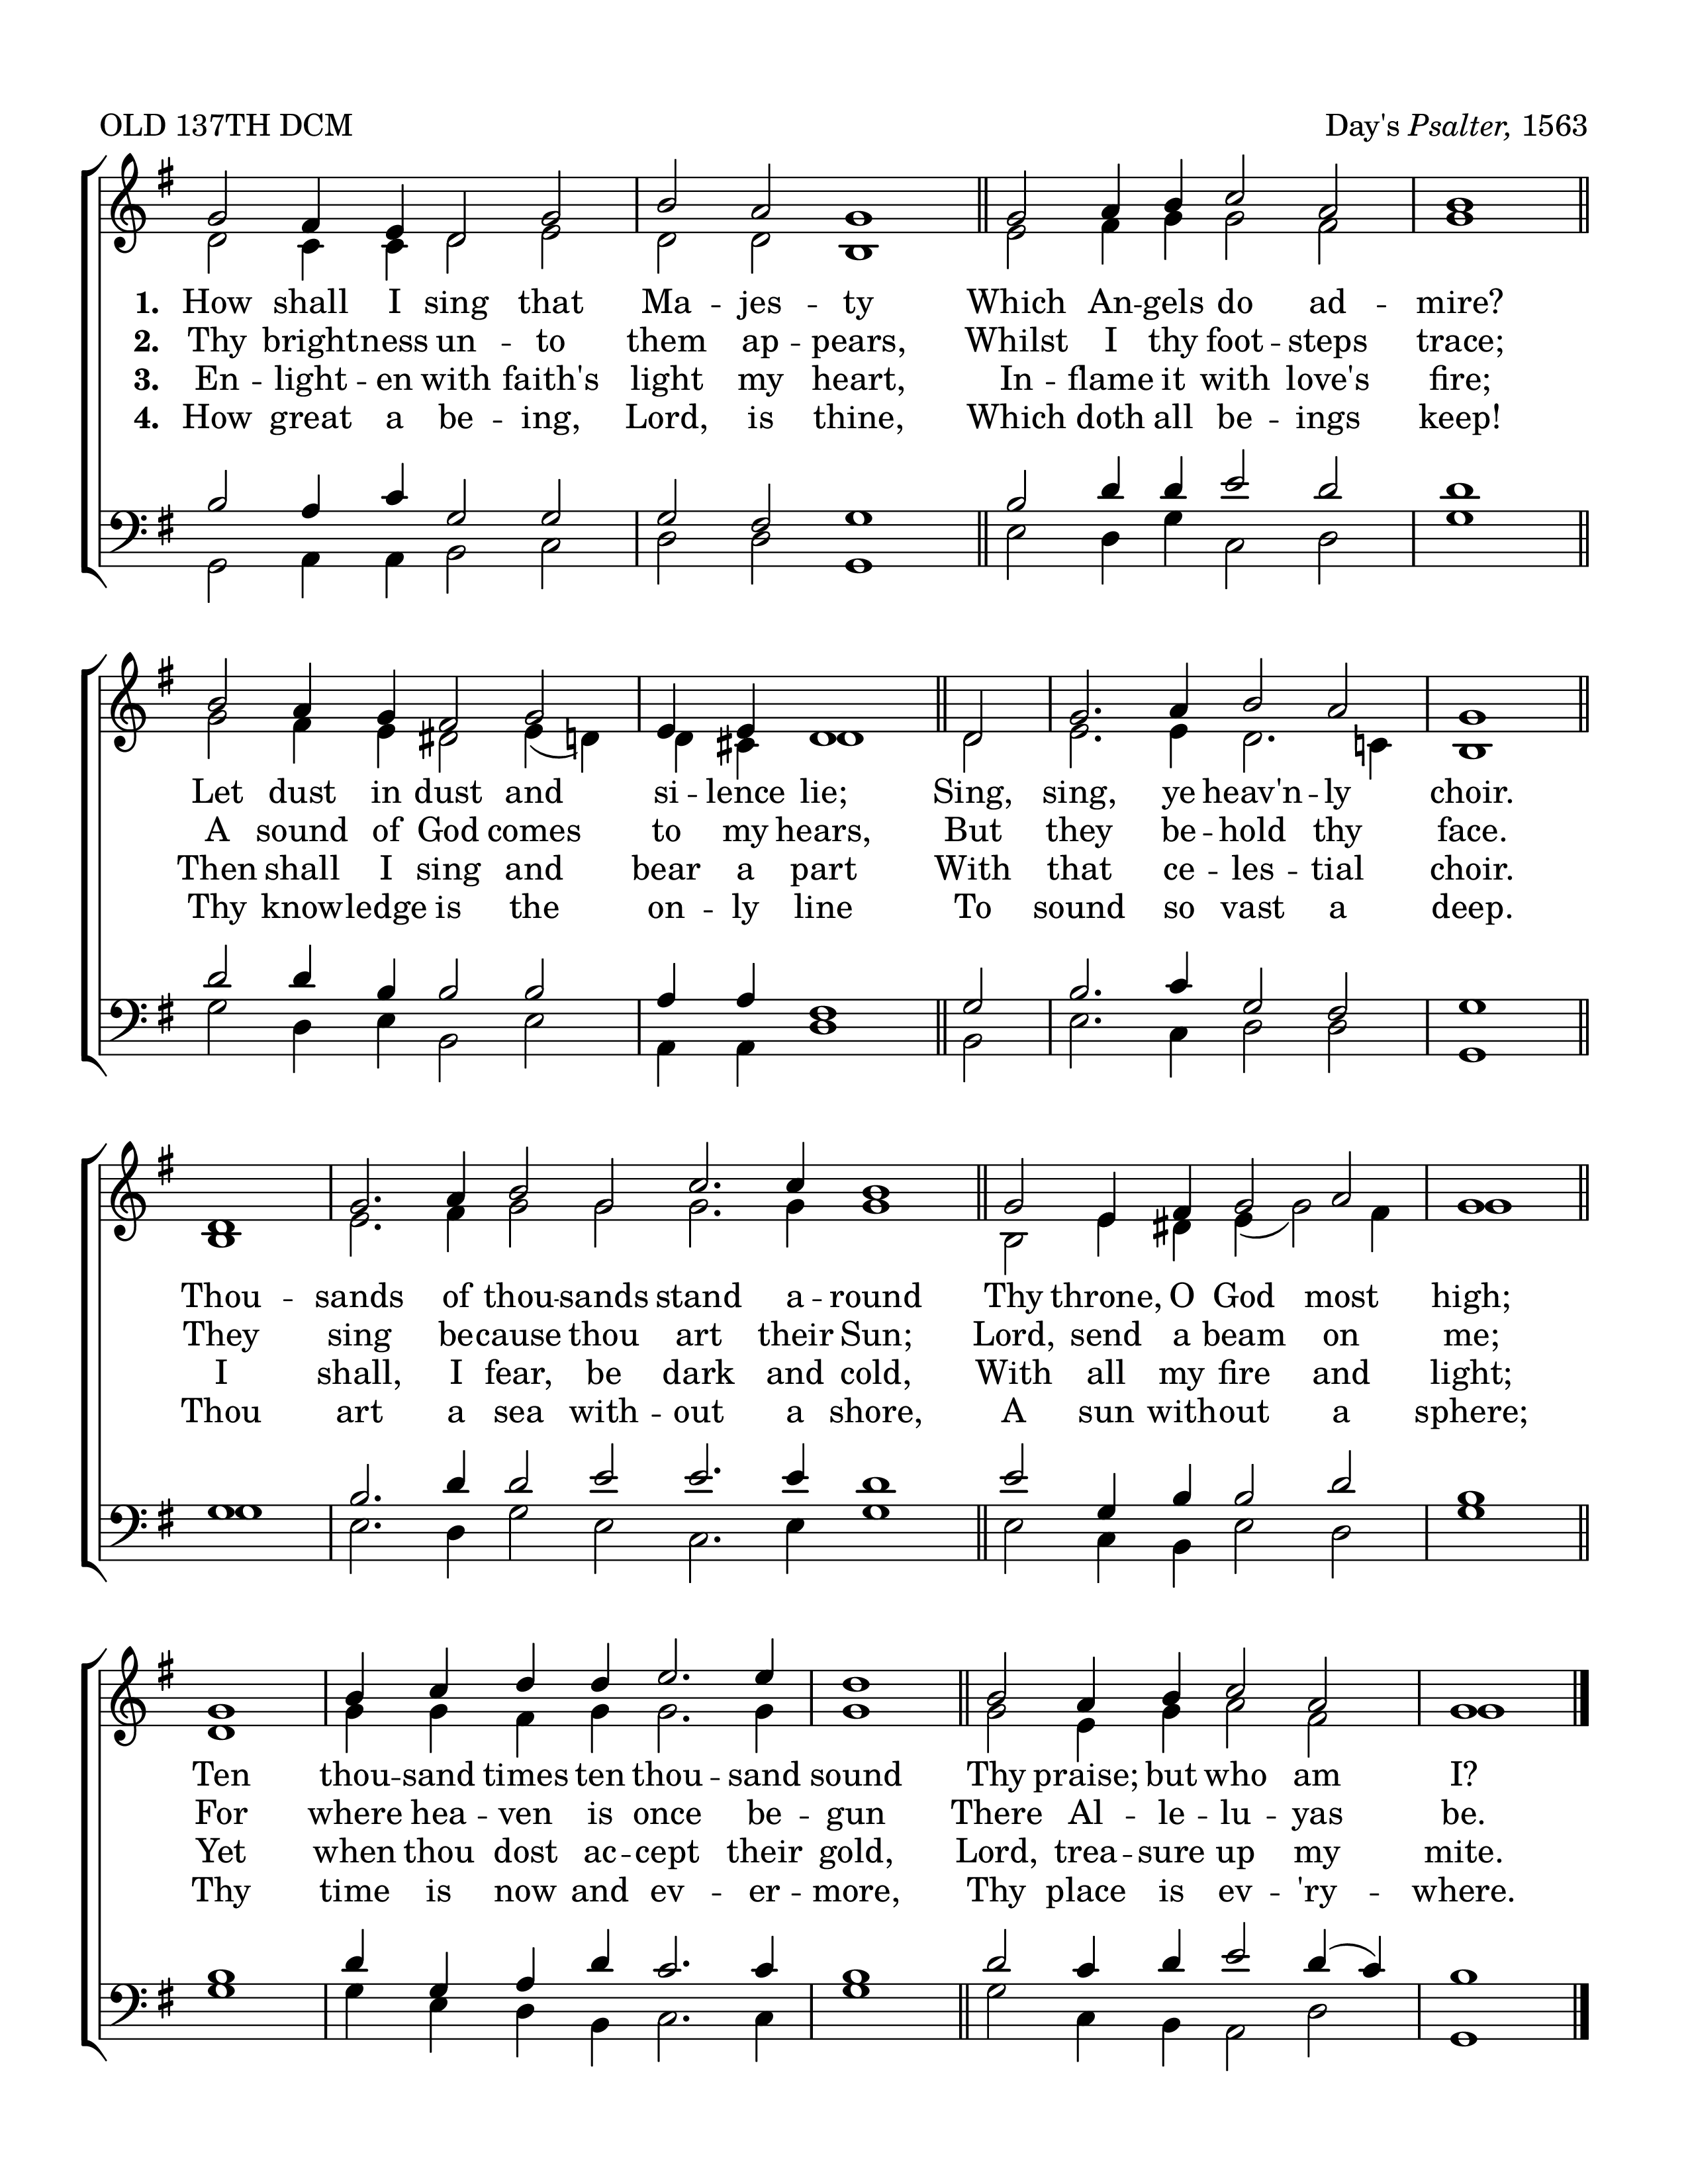 OLD 137TH DCM Day's Psalter, 1563
1. How shall I sing that Ma - jes - ty Which An - gels do ad - mire?
2. Thy brightness un - to them ap - pears, Whilst I thy foot - steps trace;
3. En - light - en with faith's light my heart, In - flame it with love's fire;
4. How great a be - ing, Lord, is thine, Which doth all be - ings keep!
Let dust in dust and si - lence lie; Sing, sing, ye heav'n - ly choir.
A sound of God comes to my hears, But they be - hold thy face.
Then shall I sing and bear a part With that ce - les - tial choir.
Thy knowledge is the on - ly line To sound so vast a deep.
Thou - sands of thou - sands stand a - round Thy throne, O God most high;
They sing because thou art their Sun; Lord, send a beam on me;
I shall, I fear, be dark and cold, With all my fire and light;
Thou art a sea with - out a shore, A sun without a sphere;
Ten thou - sand times ten thou - sand sound Thy praise; but who am I?
For where hea - ven is once be - gun There Al - le - lu - yas be.
Yet when thou dost ac - cept their gold, Lord, trea - sure up my mite.
Thy time is now and ev - er - more, Thy place is ev - 'ry - where.